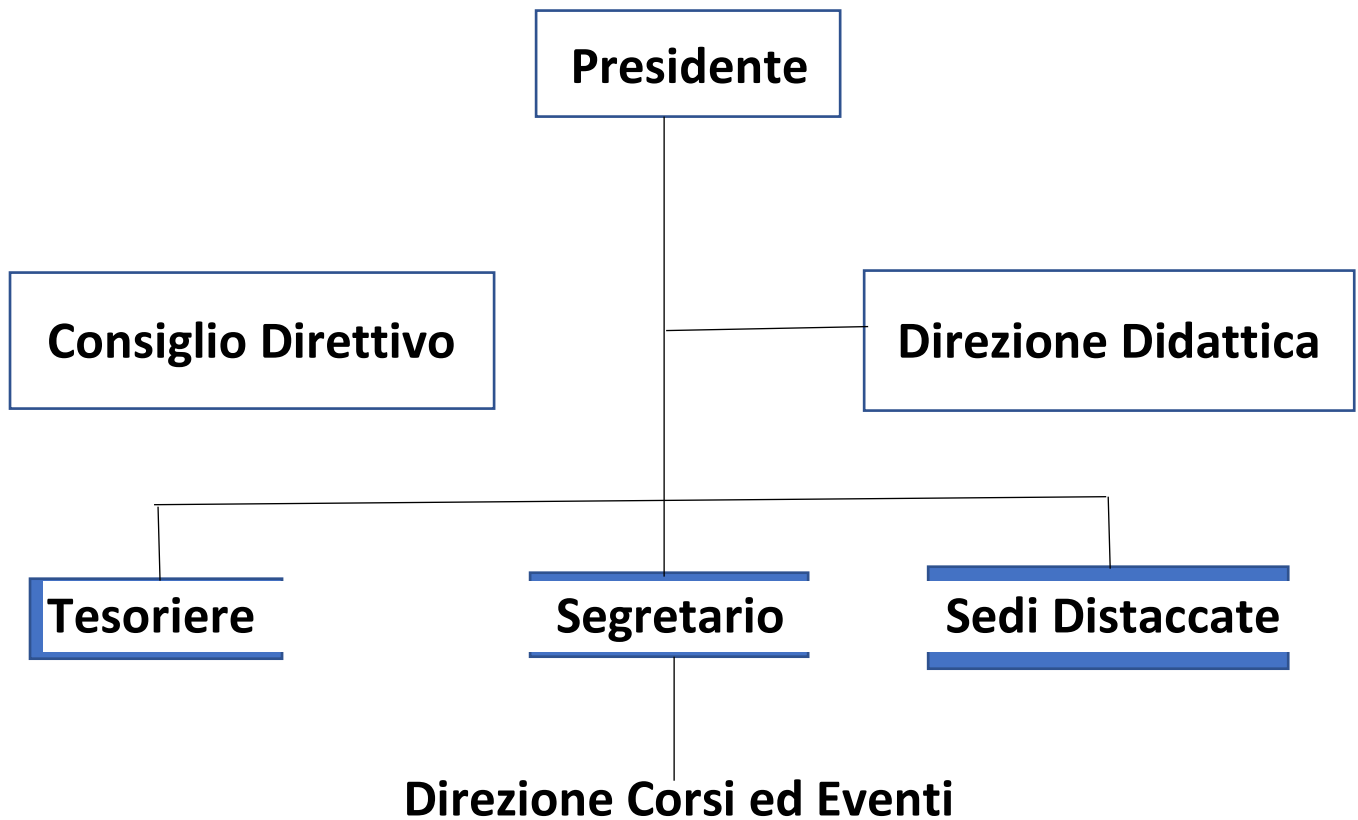 Presidente
Consiglio Direttivo
Direzione Didattica
Tesoriere
Segretario
Sedi Distaccate
Direzione Corsi ed Eventi